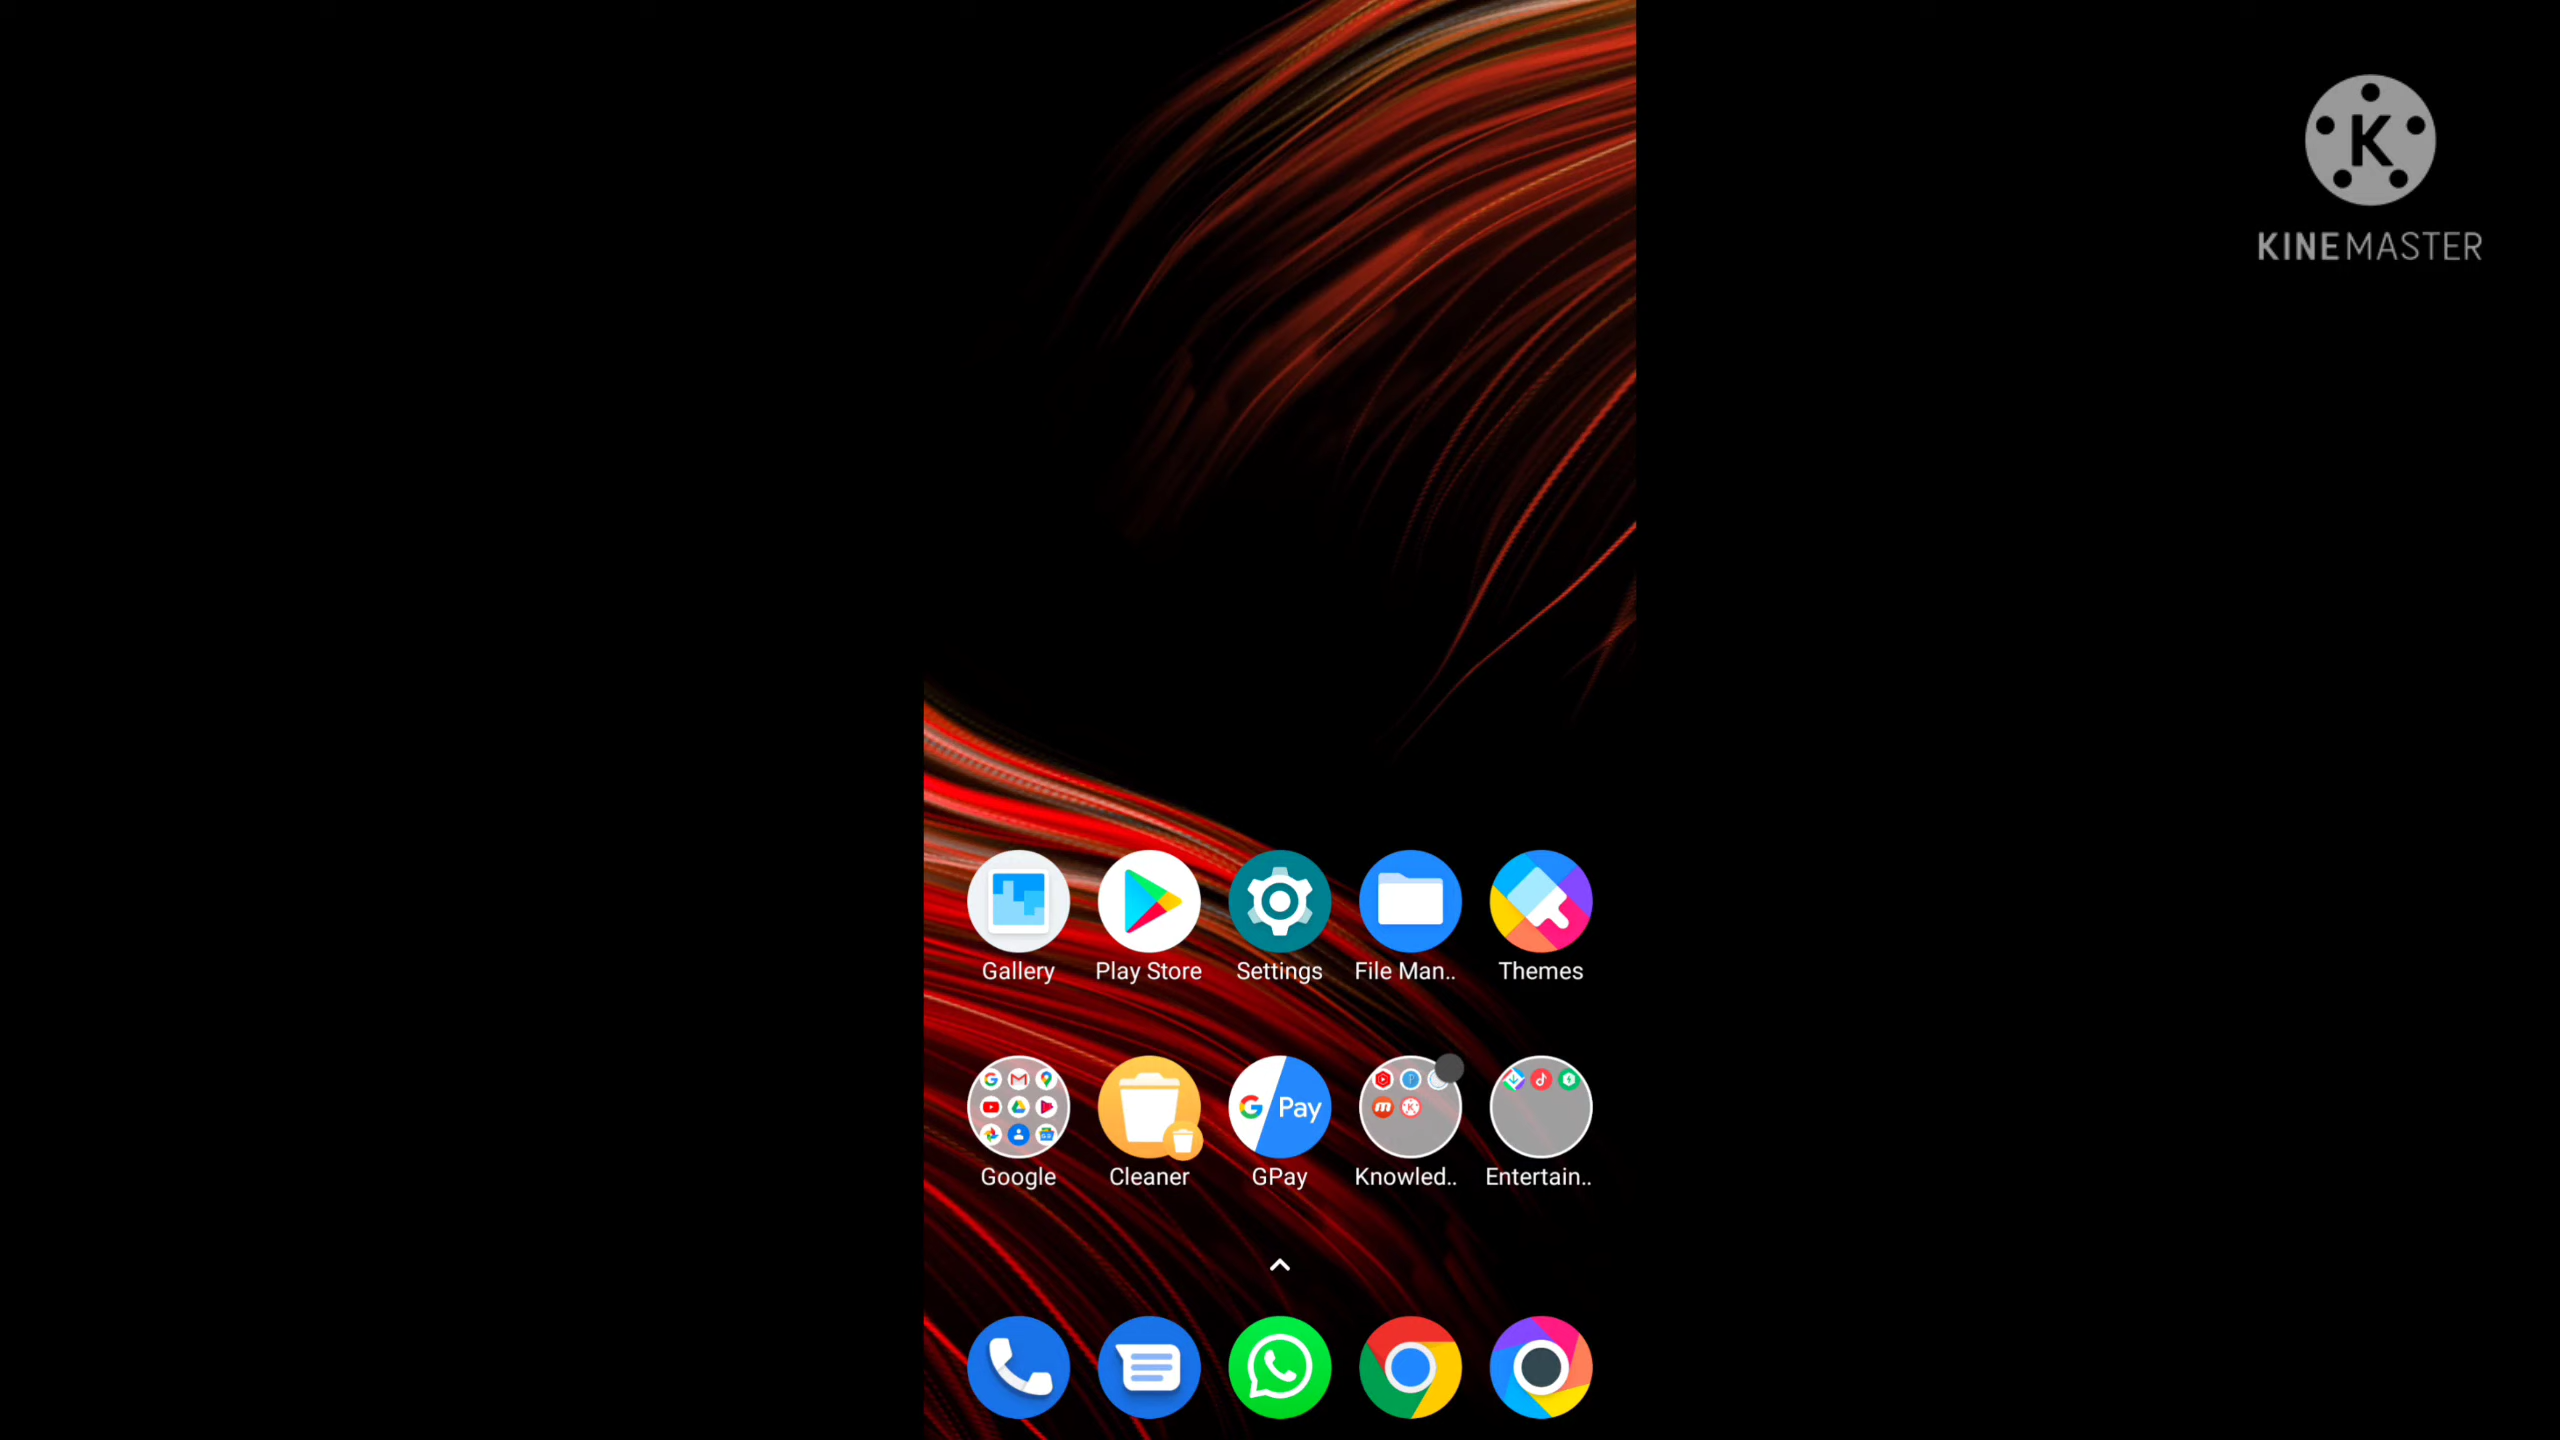 K
KINEMASTER
Gallery
Play Store
Settings
File Man..
Themes
G Pay
Google
Cleaner
GPay
Knowled..
Entertain..